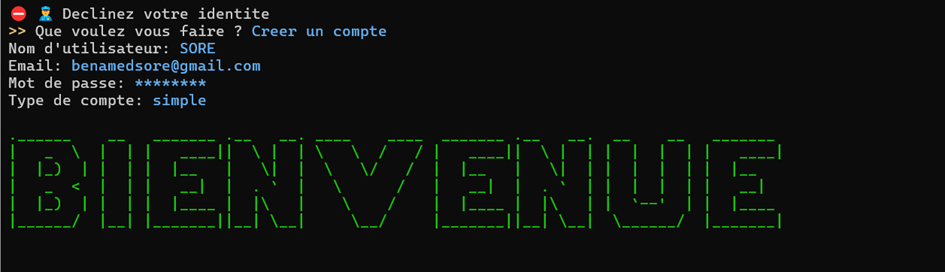 ⛔ 👮 Declinez votre identite
>> Que voulez vous faire ? Creer un compte
Nom d'utilisateur: SORE
Email: benamedsore@gmail.com
Mot de passe: ********
Type de compte: simple
BIENVENUE